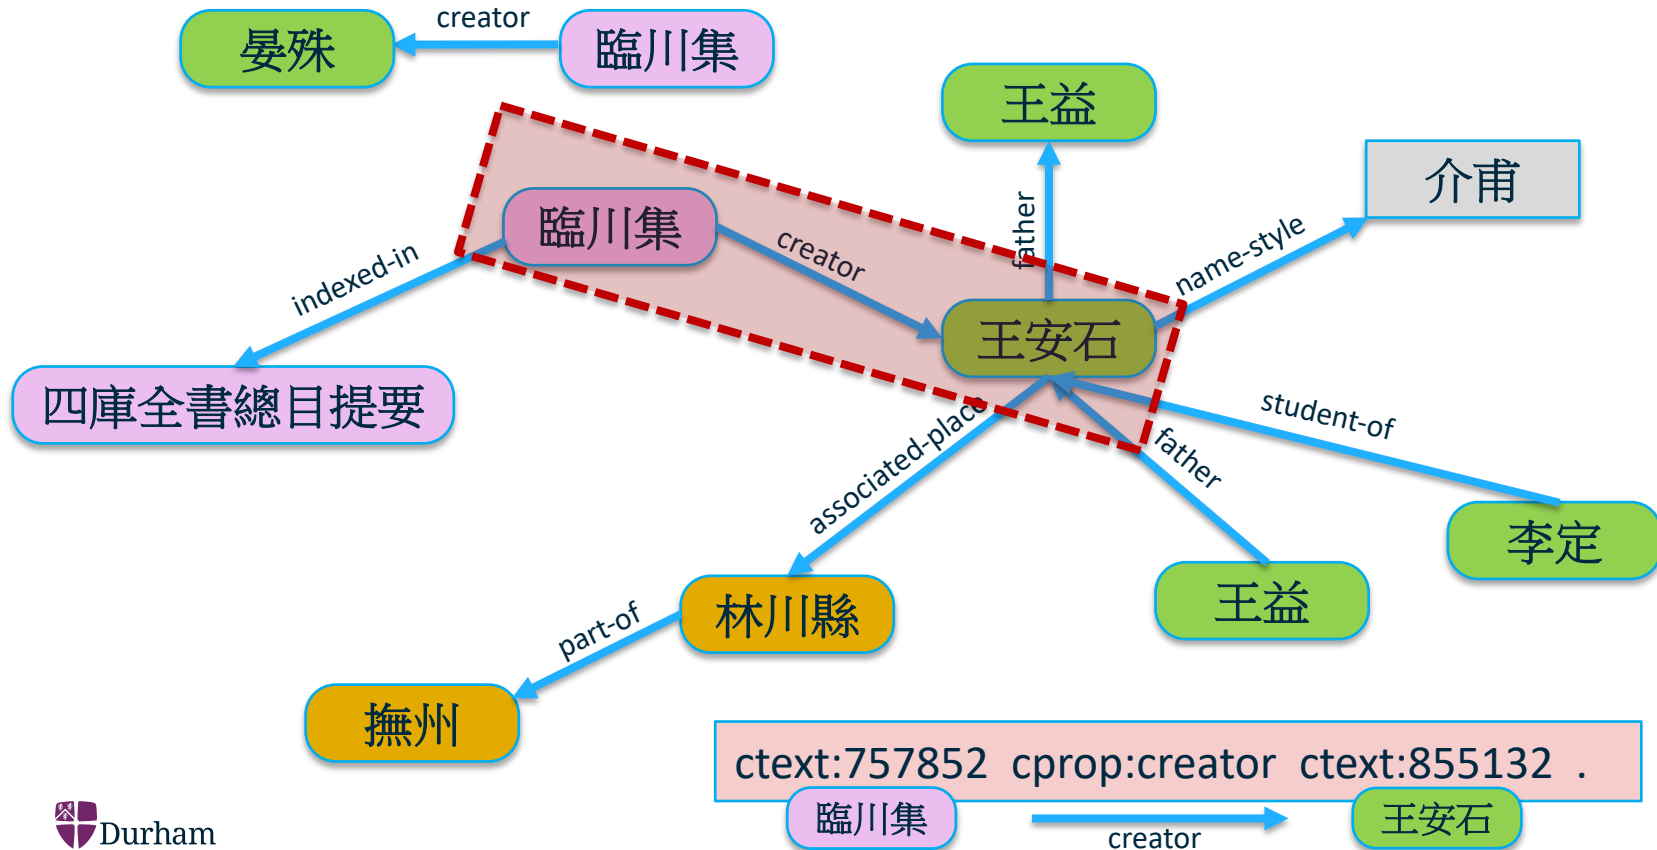 creator
晏殊
臨川集
王益
介甫
臨川集
creator
father
name-style
indexed-in
王安石
四庫全書總目提要
associated-place
father
student-of
李定
王益
林川縣
part-of
撫州
ctext:757852 cprop:creator ctext:855132 .
臨川集
creator
王安石
Durham